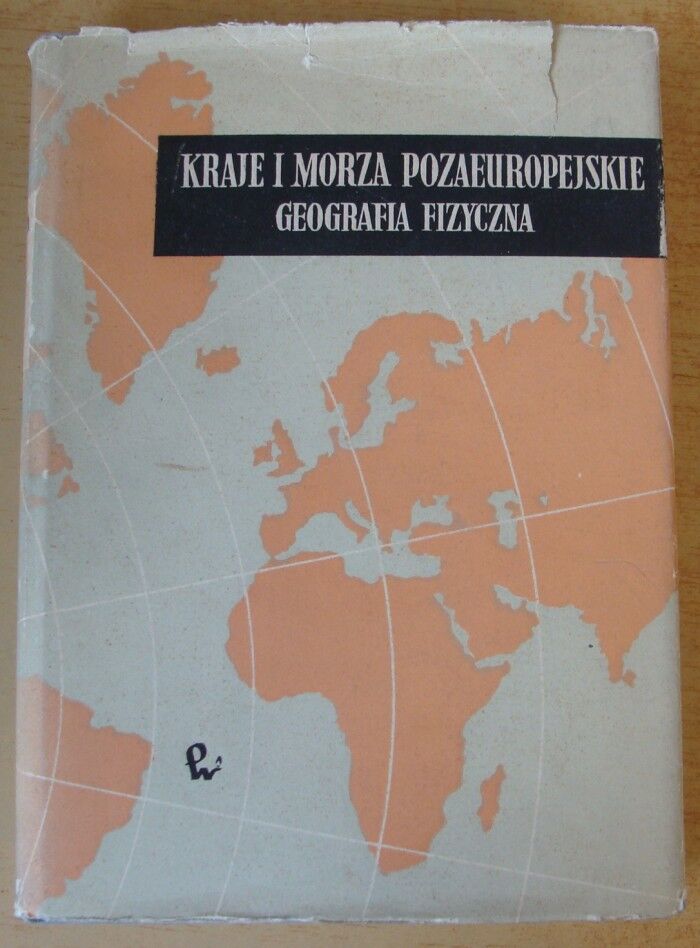 KRAJE I MORZA POZAEUROPEJSKIE
GEOGRAFIA FIZYCZNA